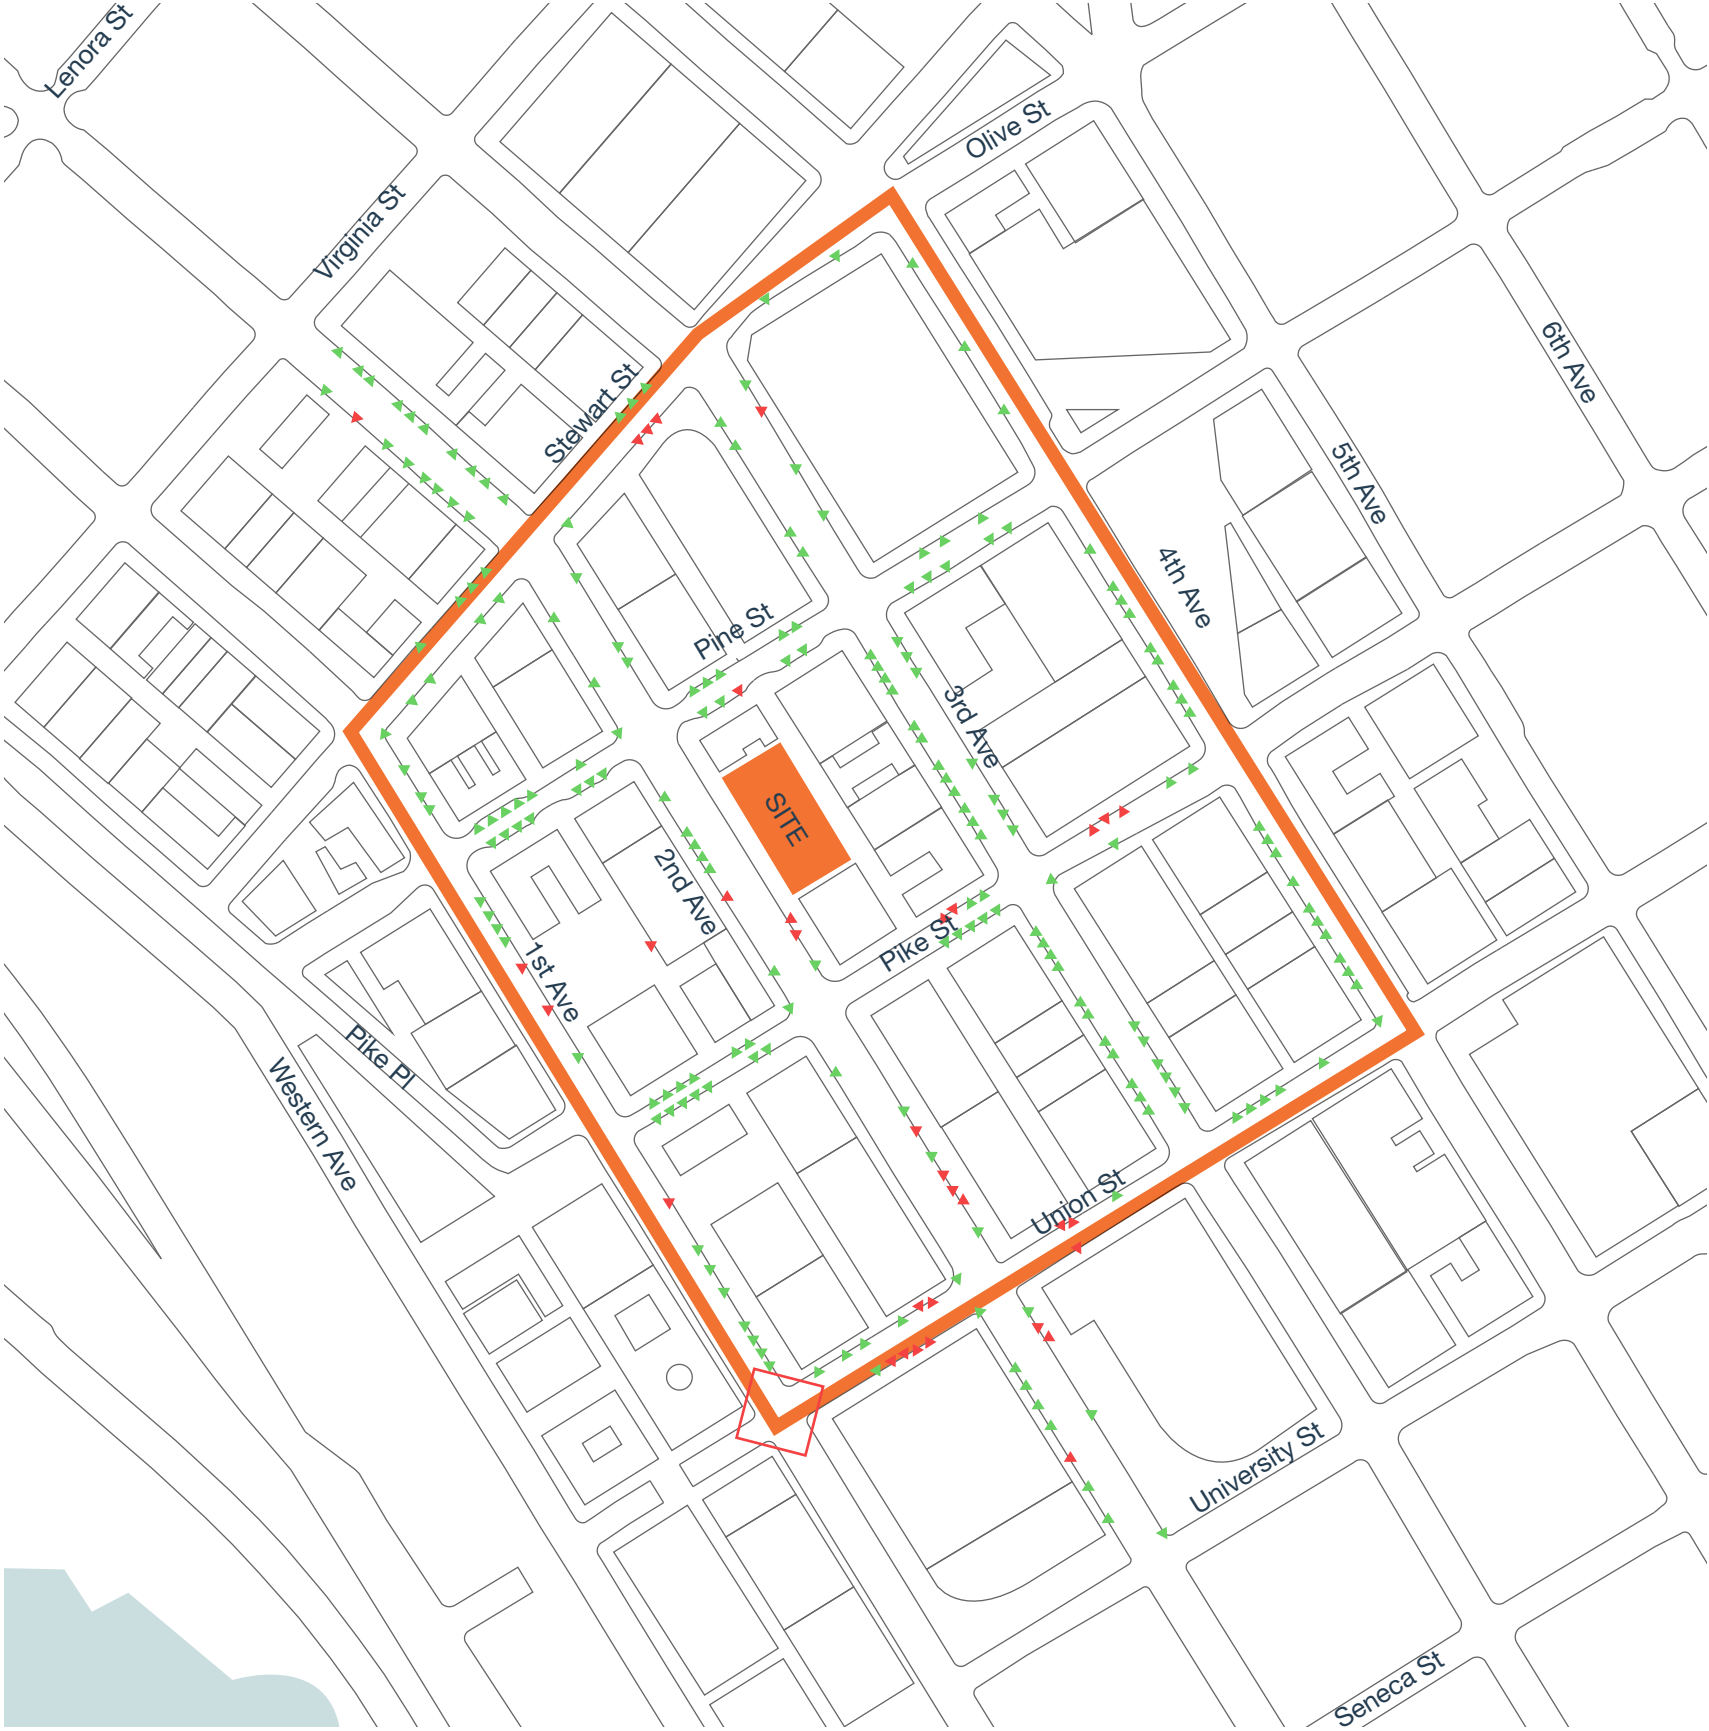 Lenora St
Olive St
Virginia St
6th Ave
Stewart St
5th Ave
4th Ave
Pine St
3rd Ave
SITE
2nd Ave
Pike St
1st Ave
Pike Pl
Western Ave
Union St
University St
Seneca St